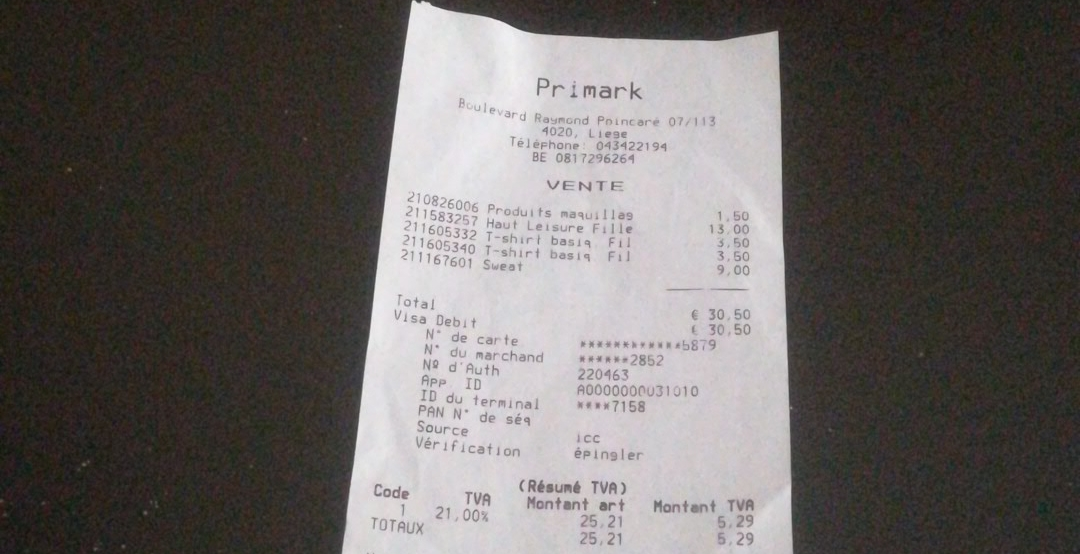 Primark
Boulevard Raymond Poincare 07/113
4020, Liege
Téléphone: 043422194
BE 0817296264
VENTE
210826006 Produits maquillag 1,50
211583257 Haut Leisure Fille 13,00
211605332 T-shirt basiq. Fil 3,50
211605340 T-shirt basiq. Fil 3,50
211167601 Sweat 9,00
Total € 30,50
Visa Debit € 30,50
N° de carte ************5879
N° du marchand ******2852
Nº d'Auth 220463
App. ID A0000000031010
ID du terminal ****7158
PAN N° de séq
Source icc
Vérification épingler
(Résumé TVA)
Code TVA Montant art Montant TVA
1 21,00% 25,21 5,29
TOTAUX 25,21 5,29